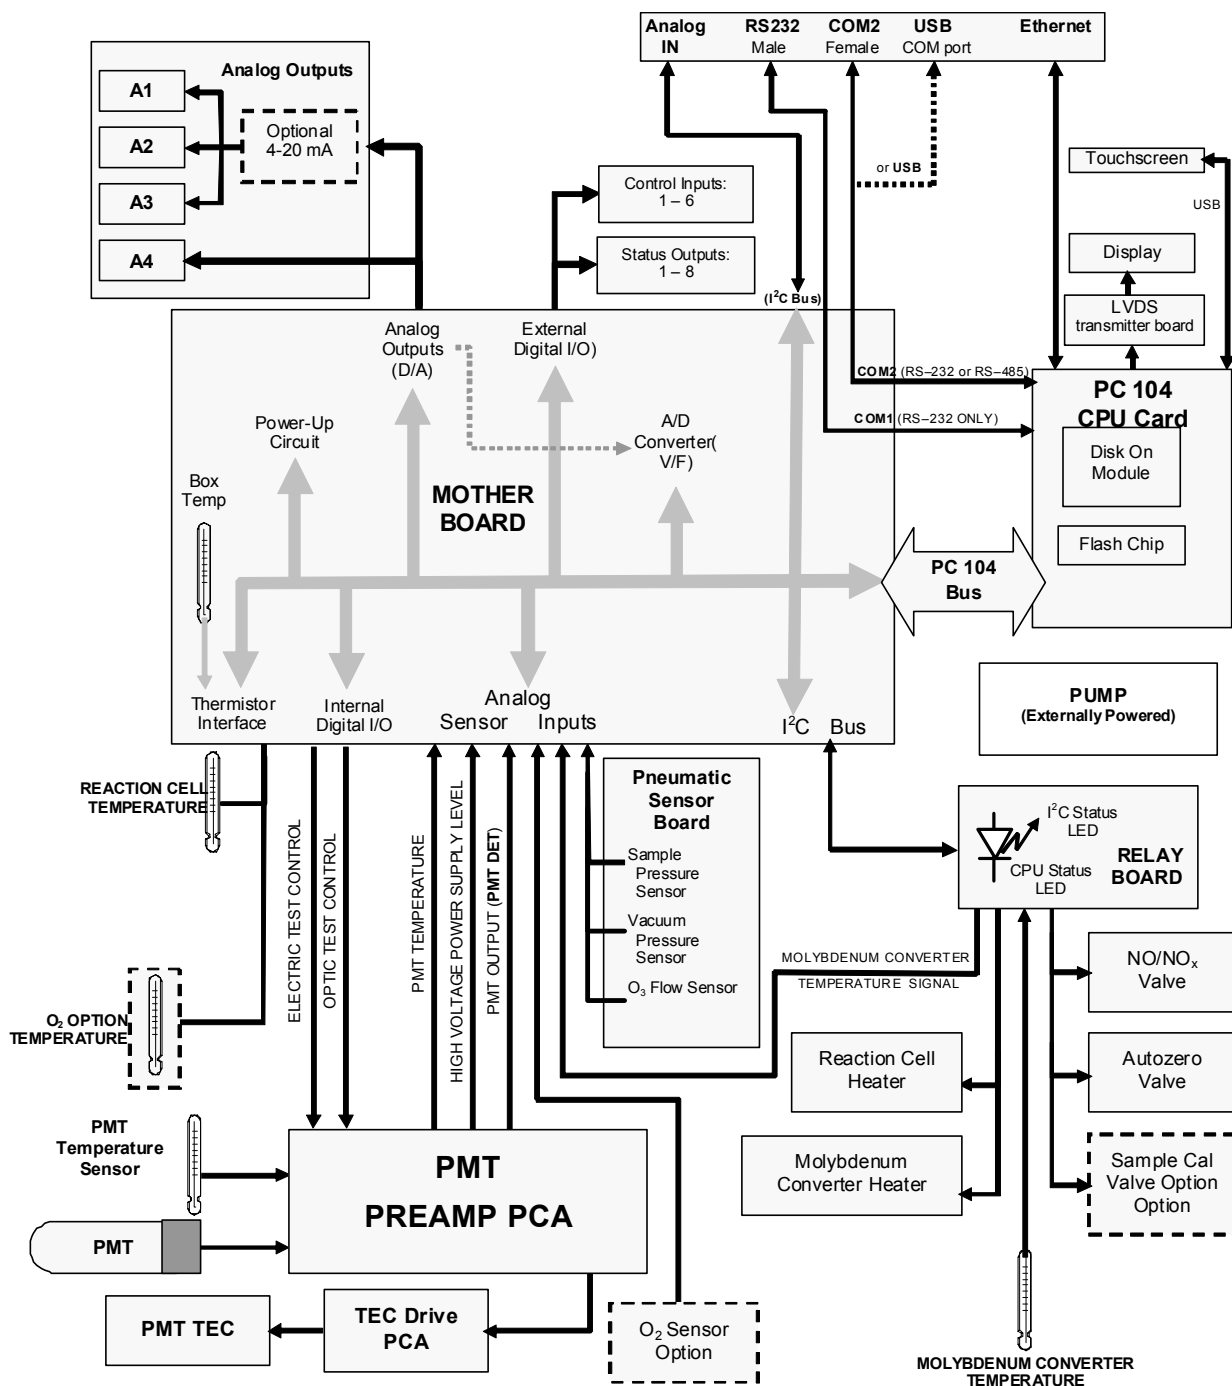 Analog IN
RS232 Male
COM2 Female
USB COM port
Ethernet
Analog Outputs
A1
A2
A3
A4
Optional
4-20 mA
Control Inputs:
1 – 6
Status Outputs:
1 – 8
or USB
Touchscreen
USB
Display
LVDS
transmitter board
(I²C Bus)
COM2 (RS–232 or RS–485)
COM1 (RS–232 ONLY)
PC 104
CPU Card
Disk On
Module
Flash Chip
PC 104
Bus
Analog
Outputs
(D/A)
External
Digital I/O)
Power-Up
Circuit
A/D
Converter(
V/F)
Box
Temp
MOTHER
BOARD
Thermistor
Interface
Internal
Digital I/O
Analog
Sensor Inputs
I²C Bus
PUMP
(Externally Powered)
REACTION CELL
TEMPERATURE
ELECTRIC TEST CONTROL
OPTIC TEST CONTROL
PMT TEMPERATURE
HIGH VOLTAGE POWER SUPPLY LEVEL
PMT OUTPUT (PMT DET)
Pneumatic
Sensor
Board
Sample
Pressure
Sensor
Vacuum
Pressure
Sensor
O₃ Flow Sensor
I²C Status
LED
CPU Status
LED
RELAY
BOARD
MOLYBDENUM CONVERTER
TEMPERATURE SIGNAL
NO/NOₓ
Valve
Reaction Cell
Heater
Autozero
Valve
Molybdenum
Converter Heater
Sample Cal
Valve Option
Option
O₂ OPTION
TEMPERATURE
PMT
Temperature
Sensor
PMT
PMT
PREAMP PCA
PMT TEC
TEC Drive
PCA
O₂ Sensor
Option
MOLYBDENUM CONVERTER
TEMPERATURE